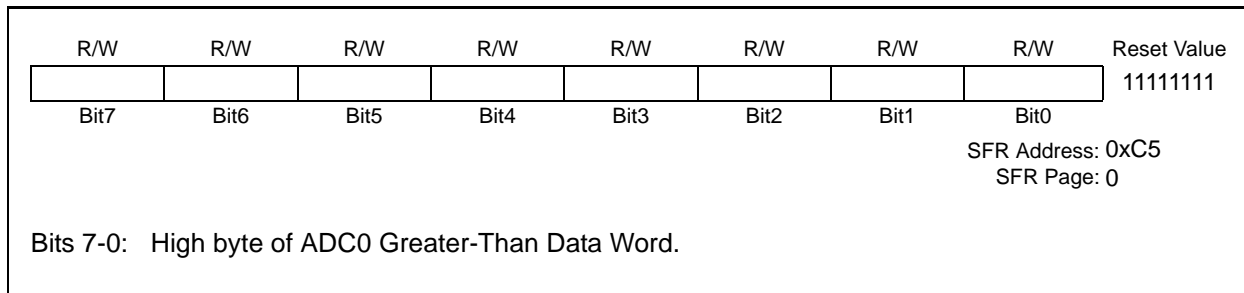 R/W R/W R/W R/W R/W R/W R/W R/W Reset Value
11111111
Bit7 Bit6 Bit5 Bit4 Bit3 Bit2 Bit1 Bit0
SFR Address: 0xC5
SFR Page: 0
Bits 7-0: High byte of ADC0 Greater-Than Data Word.